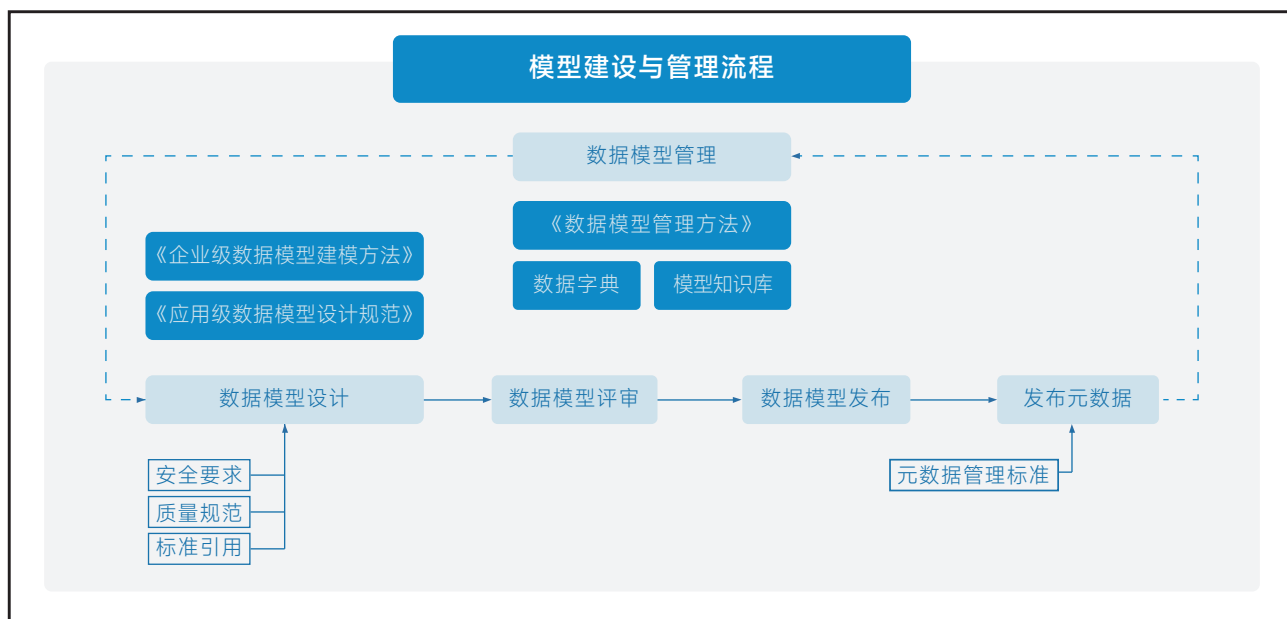 模型建设与管理流程
数据模型管理
《数据模型管理方法》
《企业级数据模型建模方法》
数据字典
模型知识库
《应用级数据模型设计规范》
数据模型设计
数据模型评审
数据模型发布
发布元数据
安全要求
元数据管理标准
质量规范
标准引用